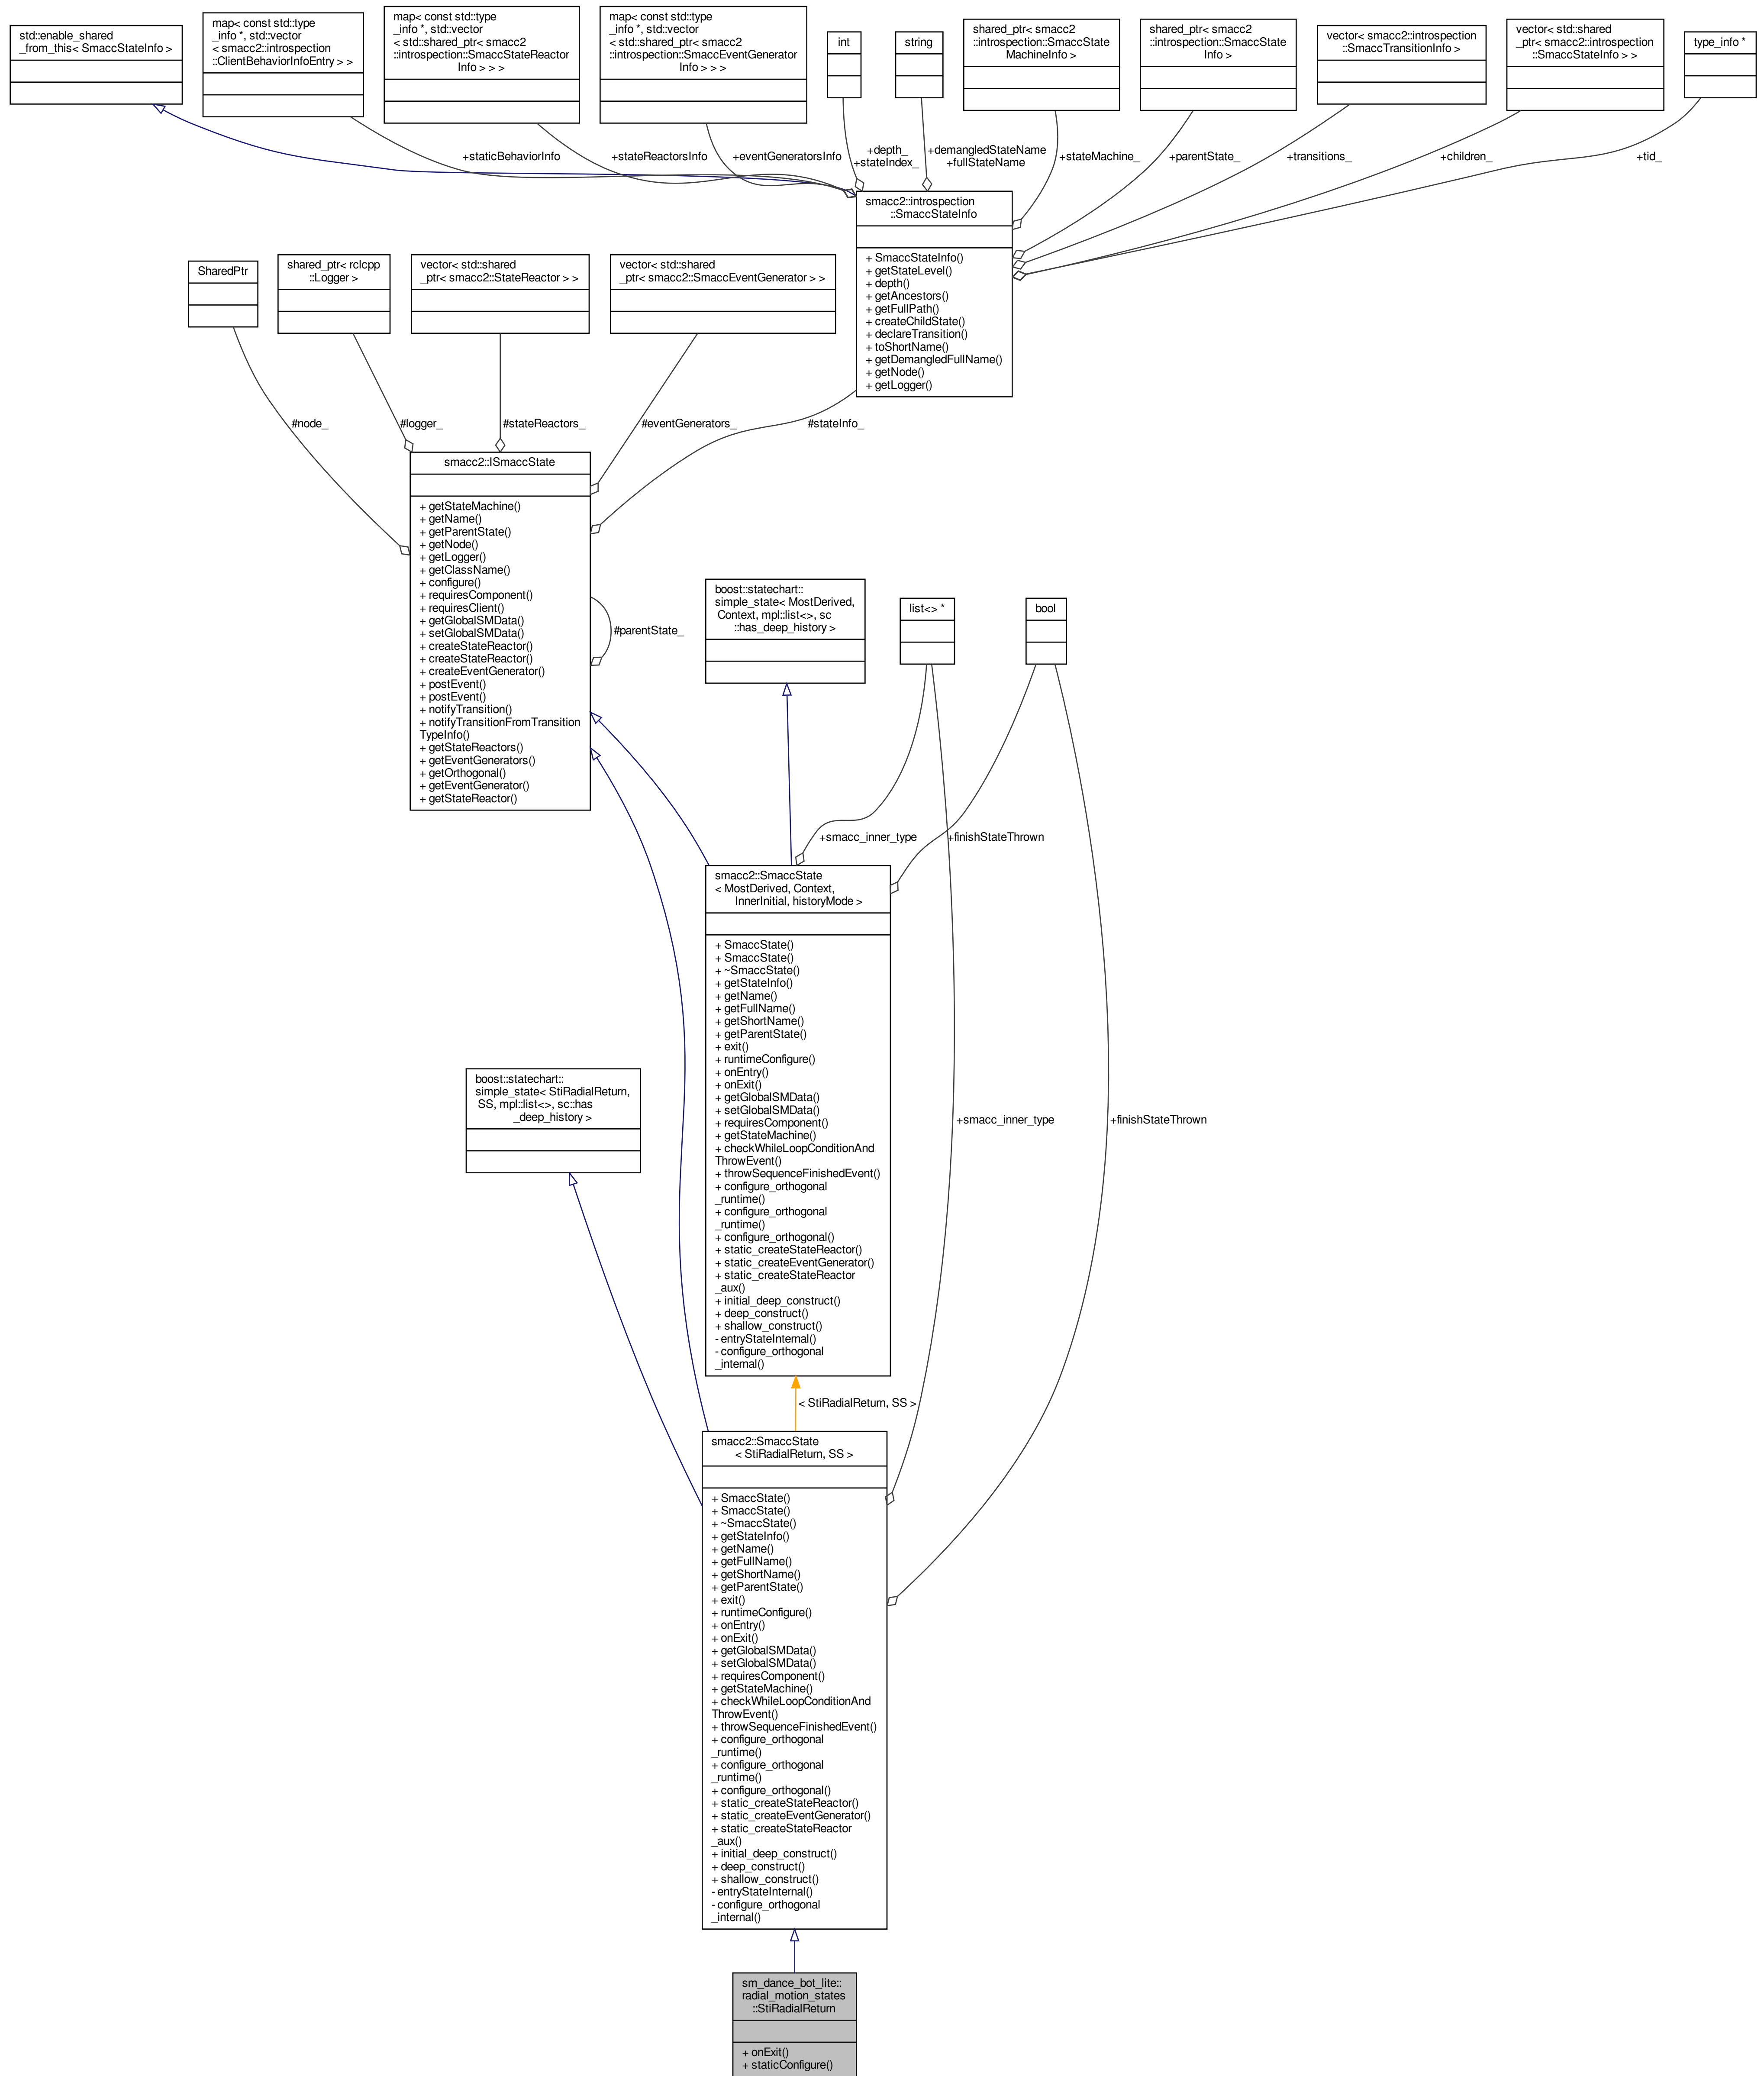 std::enable_shared
_from_this< SmaccStateInfo >
map< const std::type
_info *, std::vector
< smacc2::introspection
::ClientBehaviorInfoEntry > >
map< const std::type
_info *, std::vector
< std::shared_ptr< smacc2
::introspection::SmaccStateReactor
Info > > >
map< const std::type
_info *, std::vector
< std::shared_ptr< smacc2
::introspection::SmaccEventGenerator
Info > > >
int
string
shared_ptr< smacc2
::introspection::SmaccState
MachineInfo >
shared_ptr< smacc2
::introspection::SmaccState
Info >
vector< smacc2::introspection
::SmaccTransitionInfo >
vector< std::shared
_ptr< smacc2::introspection
::SmaccStateInfo > >
type_info *
+staticBehaviorInfo
+stateReactorsInfo
+eventGeneratorsInfo
+depth_
+stateIndex_
+demangledStateName
+fullStateName
+stateMachine_
+parentState_
+transitions_
+children_
+tid_
smacc2::introspection
::SmaccStateInfo
+ SmaccStateInfo()
+ getStateLevel()
+ depth()
+ getAncestors()
+ getFullPath()
+ createChildState()
+ declareTransition()
+ toShortName()
+ getDemangledFullName()
+ getNode()
+ getLogger()
SharedPtr
shared_ptr< rclcpp
::Logger >
vector< std::shared
_ptr< smacc2::StateReactor > >
vector< std::shared
_ptr< smacc2::SmaccEventGenerator > >
#node_
#logger_
#stateReactors_
#eventGenerators_
#stateInfo_
smacc2::ISmaccState
+ getStateMachine()
+ getName()
+ getParentState()
+ getNode()
+ getLogger()
+ getClassName()
+ configure()
+ requiresComponent()
+ requiresClient()
+ getGlobalSMData()
+ setGlobalSMData()
+ createStateReactor()
+ createStateReactor()
+ createEventGenerator()
+ postEvent()
+ postEvent()
+ notifyTransition()
+ notifyTransitionFromTransition
TypeInfo()
+ getStateReactors()
+ getEventGenerators()
+ getOrthogonal()
+ getEventGenerator()
+ getStateReactor()
#parentState_
boost::statechart::
simple_state< MostDerived,
Context, mpl::list<>, sc
::has_deep_history >
list<> *
bool
+smacc_inner_type
+finishStateThrown
smacc2::SmaccState
< MostDerived, Context,
InnerInitial, historyMode >
+ SmaccState()
+ SmaccState()
+ ~SmaccState()
+ getStateInfo()
+ getName()
+ getFullName()
+ getShortName()
+ getParentState()
+ exit()
+ runtimeConfigure()
+ onEntry()
+ onExit()
+ getGlobalSMData()
+ setGlobalSMData()
+ requiresComponent()
+ getStateMachine()
+ checkWhileLoopConditionAnd
ThrowEvent()
+ throwSequenceFinishedEvent()
+ configure_orthogonal
_runtime()
+ configure_orthogonal
_runtime()
+ configure_orthogonal()
+ static_createStateReactor()
+ static_createEventGenerator()
+ static_createStateReactor
_aux()
+ initial_deep_construct()
+ deep_construct()
+ shallow_construct()
- entryStateInternal()
- configure_orthogonal
_internal()
boost::statechart::
simple_state< StiRadialReturn,
SS, mpl::list<>, sc::has
_deep_history >
+smacc_inner_type
+finishStateThrown
< StiRadialReturn, SS >
smacc2::SmaccState
< StiRadialReturn, SS >
+ SmaccState()
+ SmaccState()
+ ~SmaccState()
+ getStateInfo()
+ getName()
+ getFullName()
+ getShortName()
+ getParentState()
+ exit()
+ runtimeConfigure()
+ onEntry()
+ onExit()
+ getGlobalSMData()
+ setGlobalSMData()
+ requiresComponent()
+ getStateMachine()
+ checkWhileLoopConditionAnd
ThrowEvent()
+ throwSequenceFinishedEvent()
+ configure_orthogonal
_runtime()
+ configure_orthogonal
_runtime()
+ configure_orthogonal()
+ static_createStateReactor()
+ static_createEventGenerator()
+ static_createStateReactor
_aux()
+ initial_deep_construct()
+ deep_construct()
+ shallow_construct()
- entryStateInternal()
- configure_orthogonal
_internal()
sm_dance_bot_lite::
radial_motion_states
::StiRadialReturn
+ onExit()
+ staticConfigure()